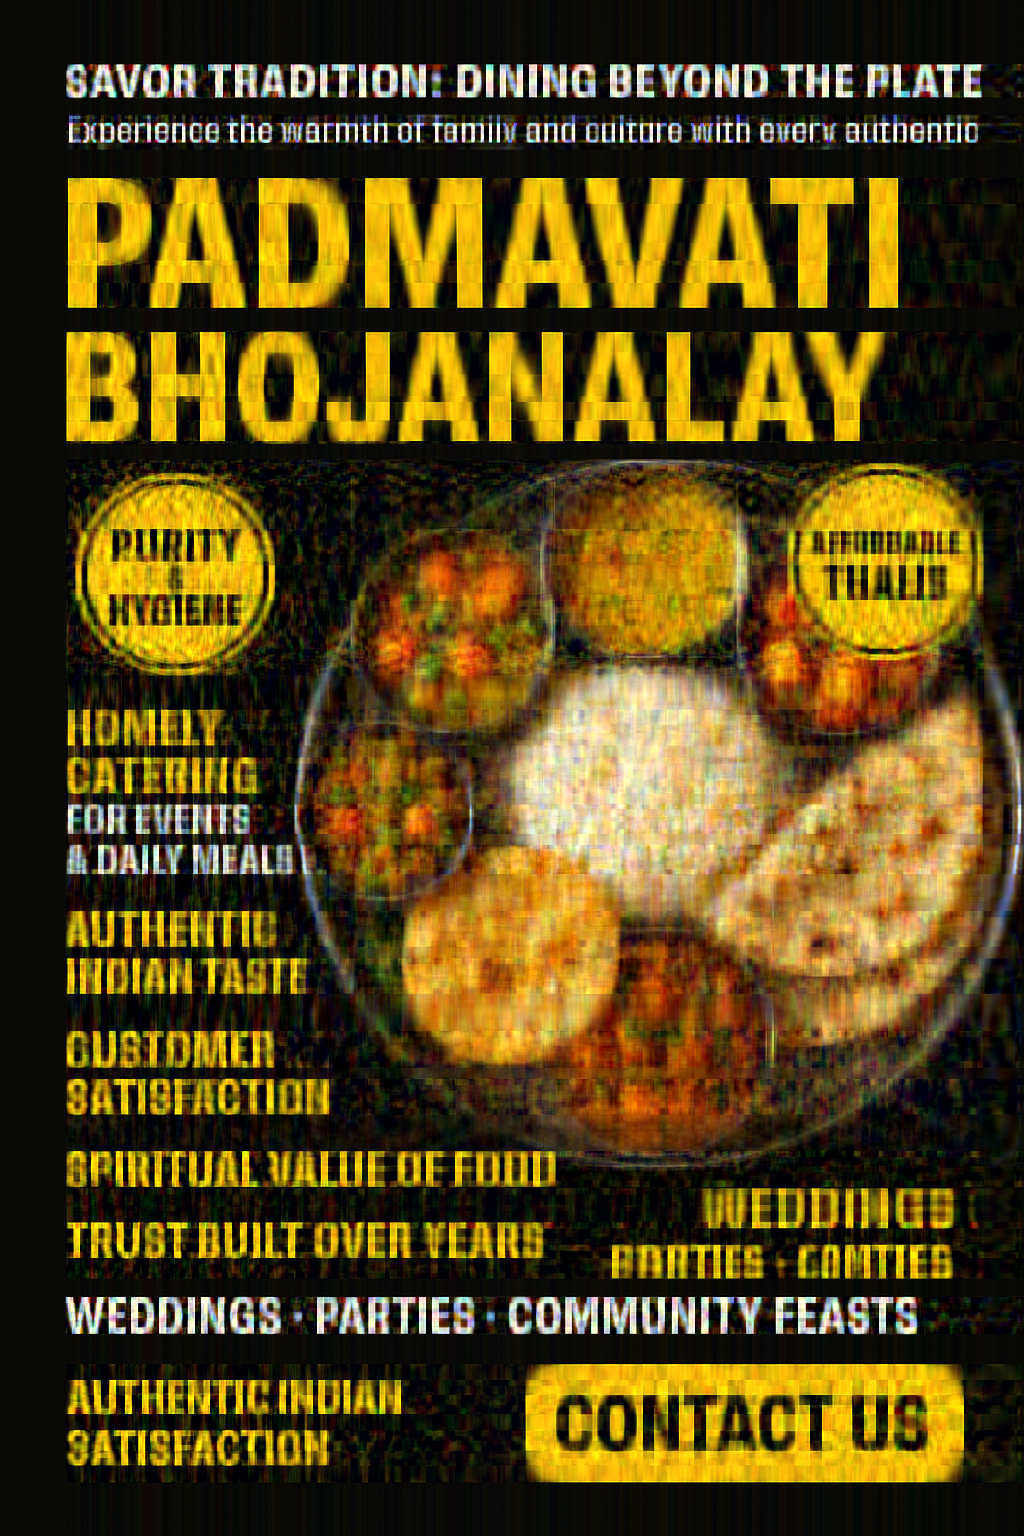 SAVOR TRADITION: DINING BEYOND THE PLATE
Experience the warmth of family and culture with every authentic
PADMAVATI
BHOJANALAY
PURITY
&
HYGIENE
AFFORDABLE
THALIS
HOMELY
CATERING
FOR EVENTS
& DAILY MEALS
AUTHENTIC
INDIAN TASTE
CUSTOMER
SATISFACTION
SPIRITUAL VALUE OF FOOD
TRUST BUILT OVER YEARS
WEDDINGS
PARTIES ·
WEDDINGS · PARTIES · COMMUNITY FEASTS
AUTHENTIC INDIAN
SATISFACTION
CONTACT US